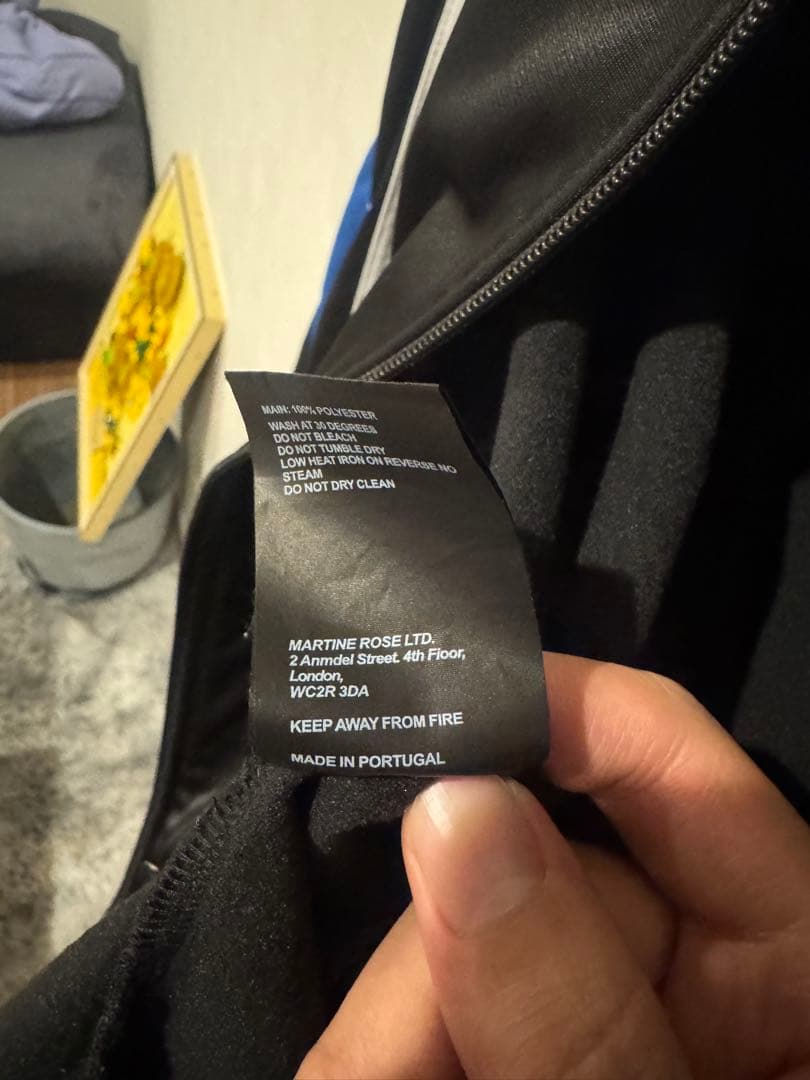 MAIN: 100% POLYESTER
WASH AT 30 DEGREES
DO NOT BLEACH
DO NOT TUMBLE DRY
LOW HEAT IRON ON REVERSE NO
STEAM
DO NOT DRY CLEAN
MARTINE ROSE LTD.
2 Anmdel Street. 4th Fioor,
London,
WC2R 3DA
KEEP AWAY FROM FIRE
MADE IN PORTUGAL